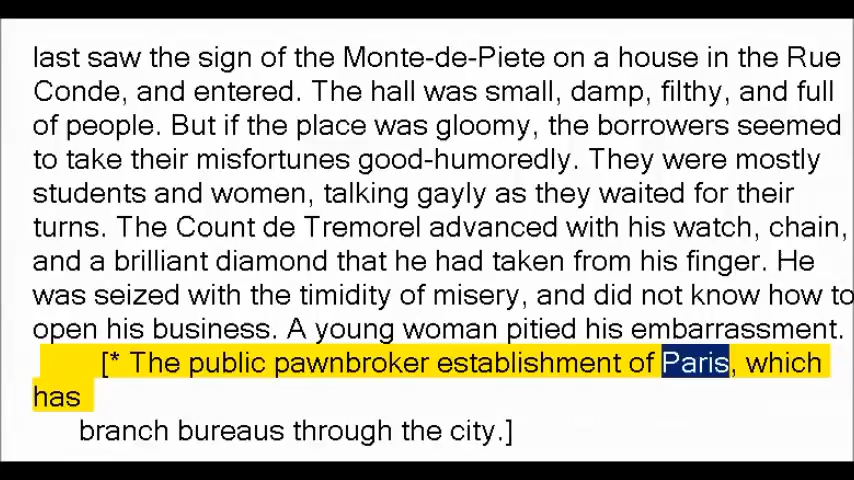 last saw the sign of the Monte-de-Piete on a house in the Rue
Conde, and entered. The hall was small, damp, filthy, and full
of people. But if the place was gloomy, the borrowers seemed
to take their misfortunes good-humoredly. They were mostly
students and women, talking gayly as they waited for their
turns. The Count de Tremorel advanced with his watch, chain,
and a brilliant diamond that he had taken from his finger. He
was seized with the timidity of misery, and did not know how to
open his business. A young woman pitied his embarrassment.
[* The public pawnbroker establishment of Paris, which
has
branch bureaus through the city.]